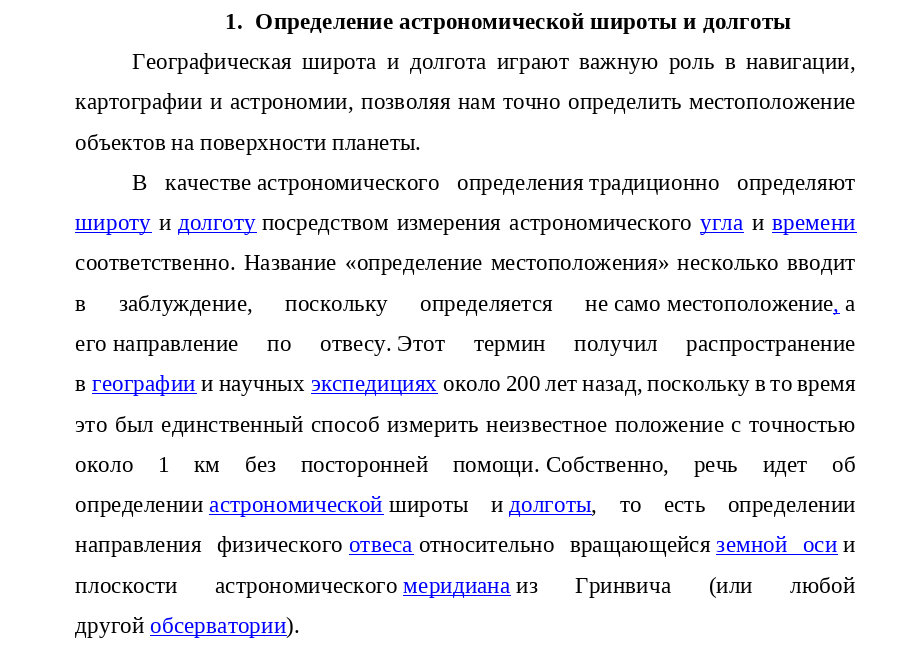 1. Определение астрономической широты и долготы
Географическая широта и долгота играют важную роль в навигации,
картографии и астрономии, позволяя нам точно определить местоположение
объектов на поверхности планеты.
В качестве астрономического определения традиционно определяют
широту и долготу посредством измерения астрономического угла и времени
соответственно. Название «определение местоположения» несколько вводит
в заблуждение, поскольку определяется не само местоположение, а
его направление по отвесу. Этот термин получил распространение
в географии и научных экспедициях около 200 лет назад, поскольку в то время
это был единственный способ измерить неизвестное положение с точностью
около 1 км без посторонней помощи. Собственно, речь идет об
определении астрономической широты и долготы, то есть определении
направления физического отвеса относительно вращающейся земной оси и
плоскости астрономического меридиана из Гринвича (или любой
другой обсерватории).